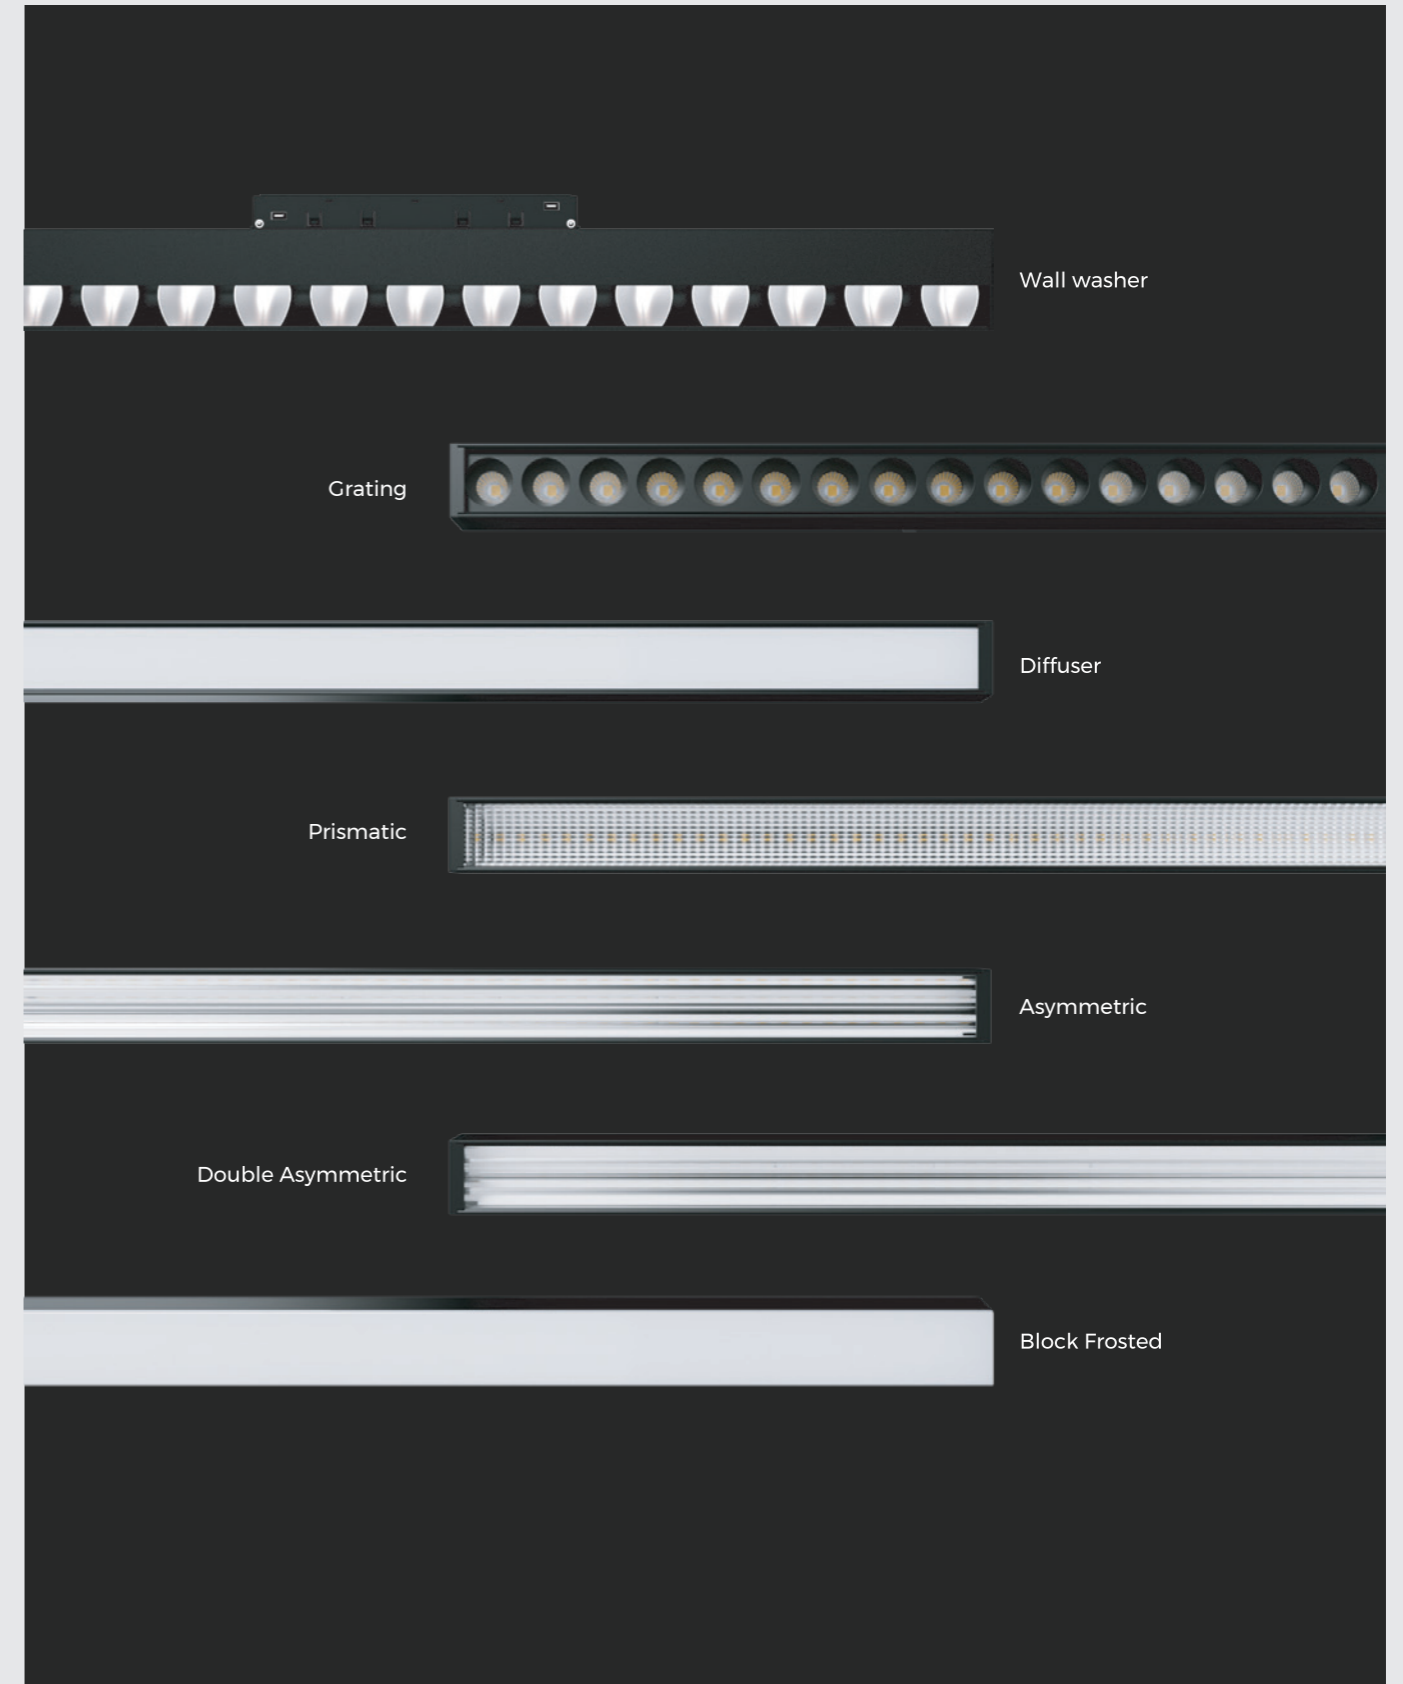 Wall washer
Grating
Diffuser
Prismatic
Asymmetric
Double Asymmetric
Block Frosted